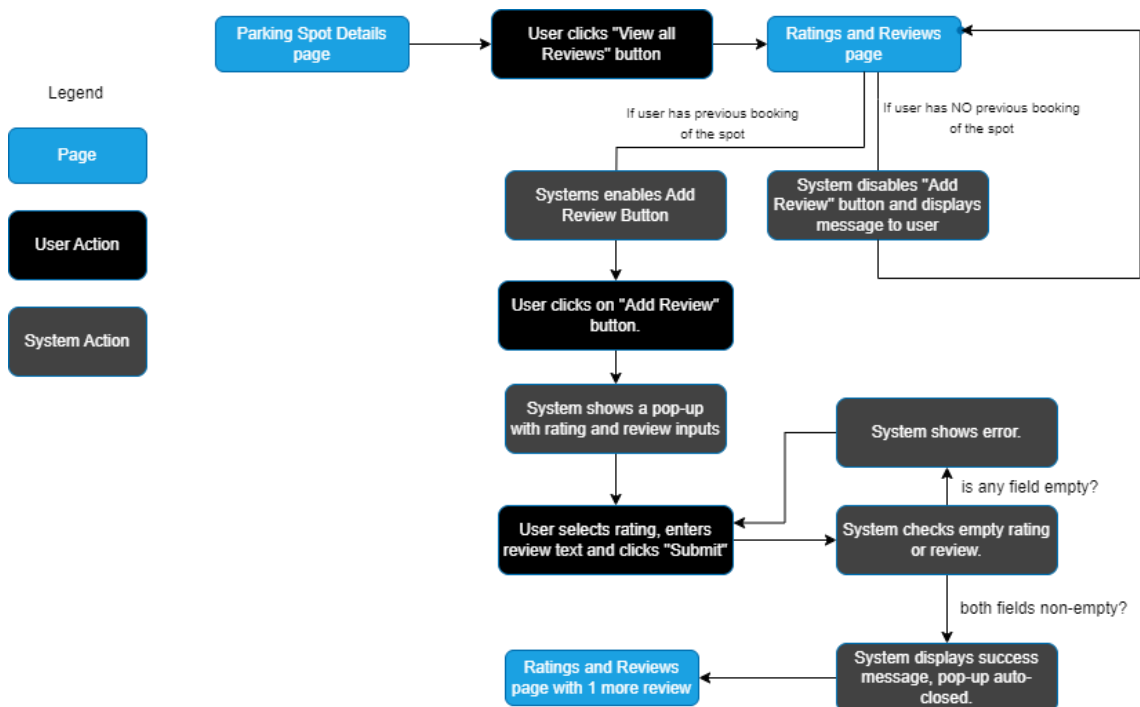 Parking Spot Details
page
User clicks "View all
Reviews" button
Ratings and Reviews
page
Legend
Page
User Action
System Action
If user has previous booking
of the spot
If user has NO previous booking
of the spot
Systems enables Add
Review Button
System disables "Add
Review" button and displays
message to user
User clicks on "Add Review"
button.
System shows a pop-up
with rating and review inputs
System shows error.
is any field empty?
User selects rating, enters
review text and clicks "Submit"
System checks empty rating
or review.
both fields non-empty?
System displays success
message, pop-up auto-
closed.
Ratings and Reviews
page with 1 more review